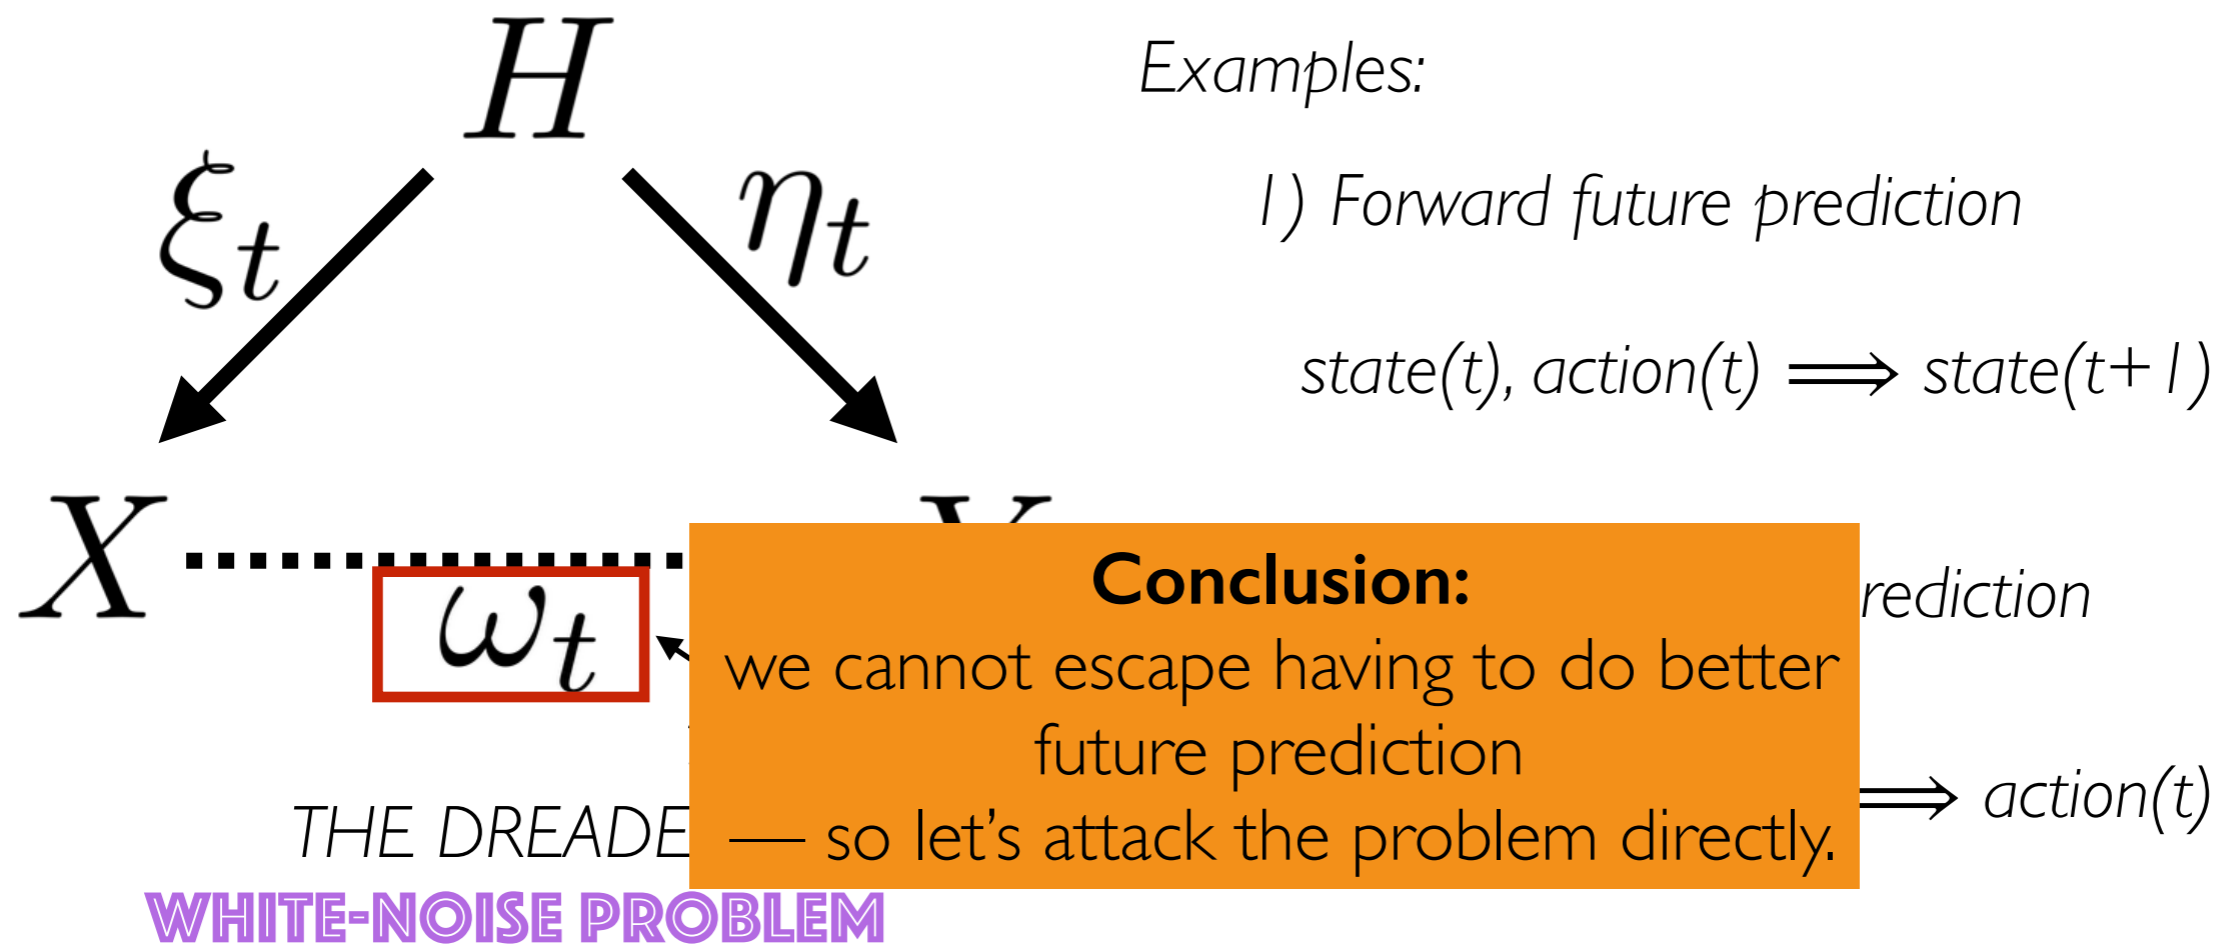 H
Examples:
ξt
ηt
1) Forward future prediction
state(t), action(t) ⟹ state(t+1)
X
Y
ωt
rediction
Conclusion:
we cannot escape having to do better
future prediction
— so let’s attack the problem directly.
⟹ action(t)
THE DREADE
WHITE-NOISE PROBLEM